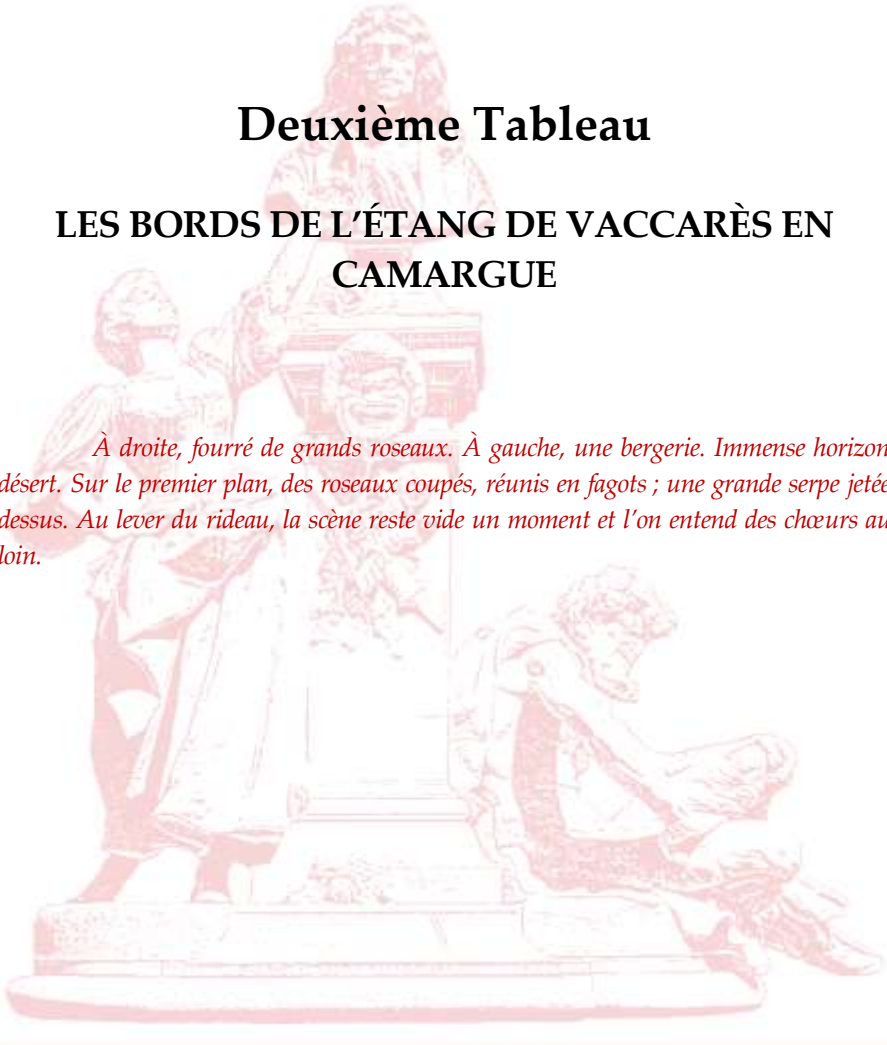 Deuxième Tableau
LES BORDS DE L’ÉTANG DE VACCARÈS EN
CAMARGUE
À droite, fourré de grands roseaux. À gauche, une bergerie. Immense horizon
désert. Sur le premier plan, des roseaux coupés, réunis en fagots ; une grande serpe jetée
dessus. Au lever du rideau, la scène reste vide un moment et l’on entend des chœurs au
loin.